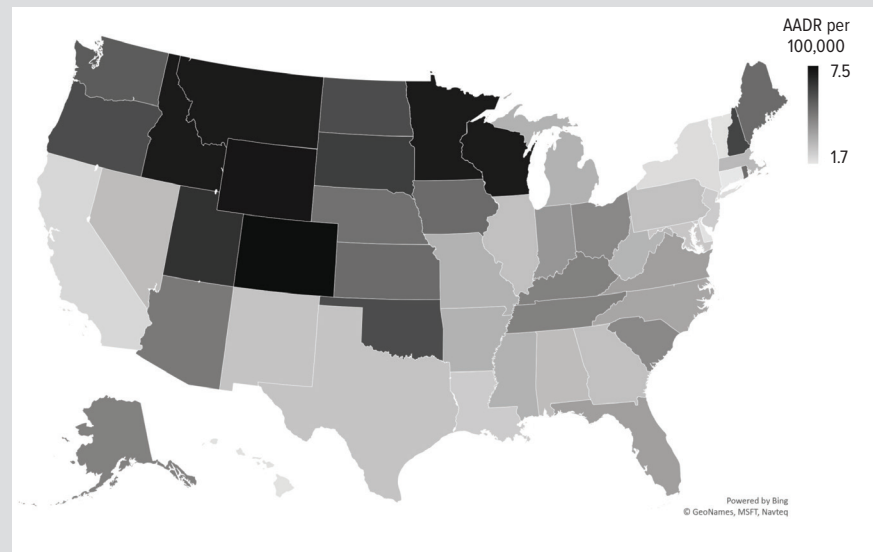 AADR per
100,000
7.5
1.7
Powered by Bing
© GeoNames, MSFT, Navteq